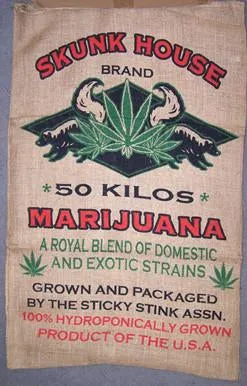 SKUNK HOUSE
BRAND
*50 KILOS*
MARIJUANA
A ROYAL BLEND OF DOMESTIC
AND EXOTIC STRAINS
GROWN AND PACKAGED
BY THE STICKY STINK ASSN.
100% HYDROPONICALLY GROWN
PRODUCT OF THE U.S.A.